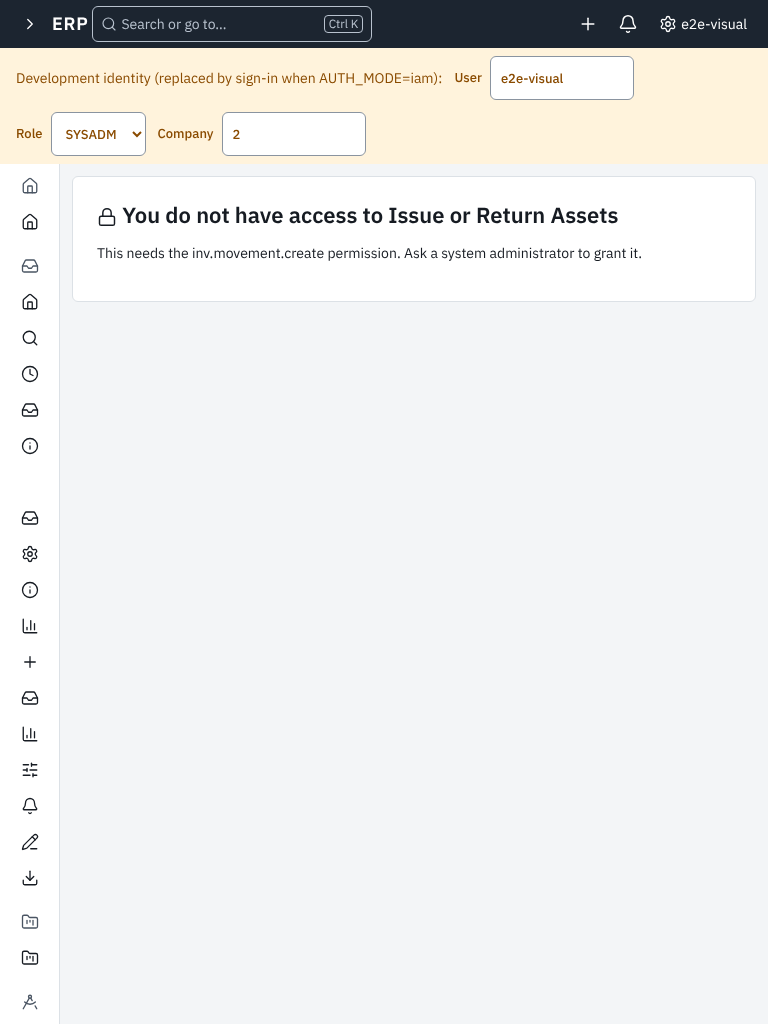 ERP Search or go to... Ctrl K e2e-visual
Development identity (replaced by sign-in when AUTH_MODE=iam): User e2e-visual
Role SYSADM Company 2
You do not have access to Issue or Return Assets
This needs the inv.movement.create permission. Ask a system administrator to grant it.